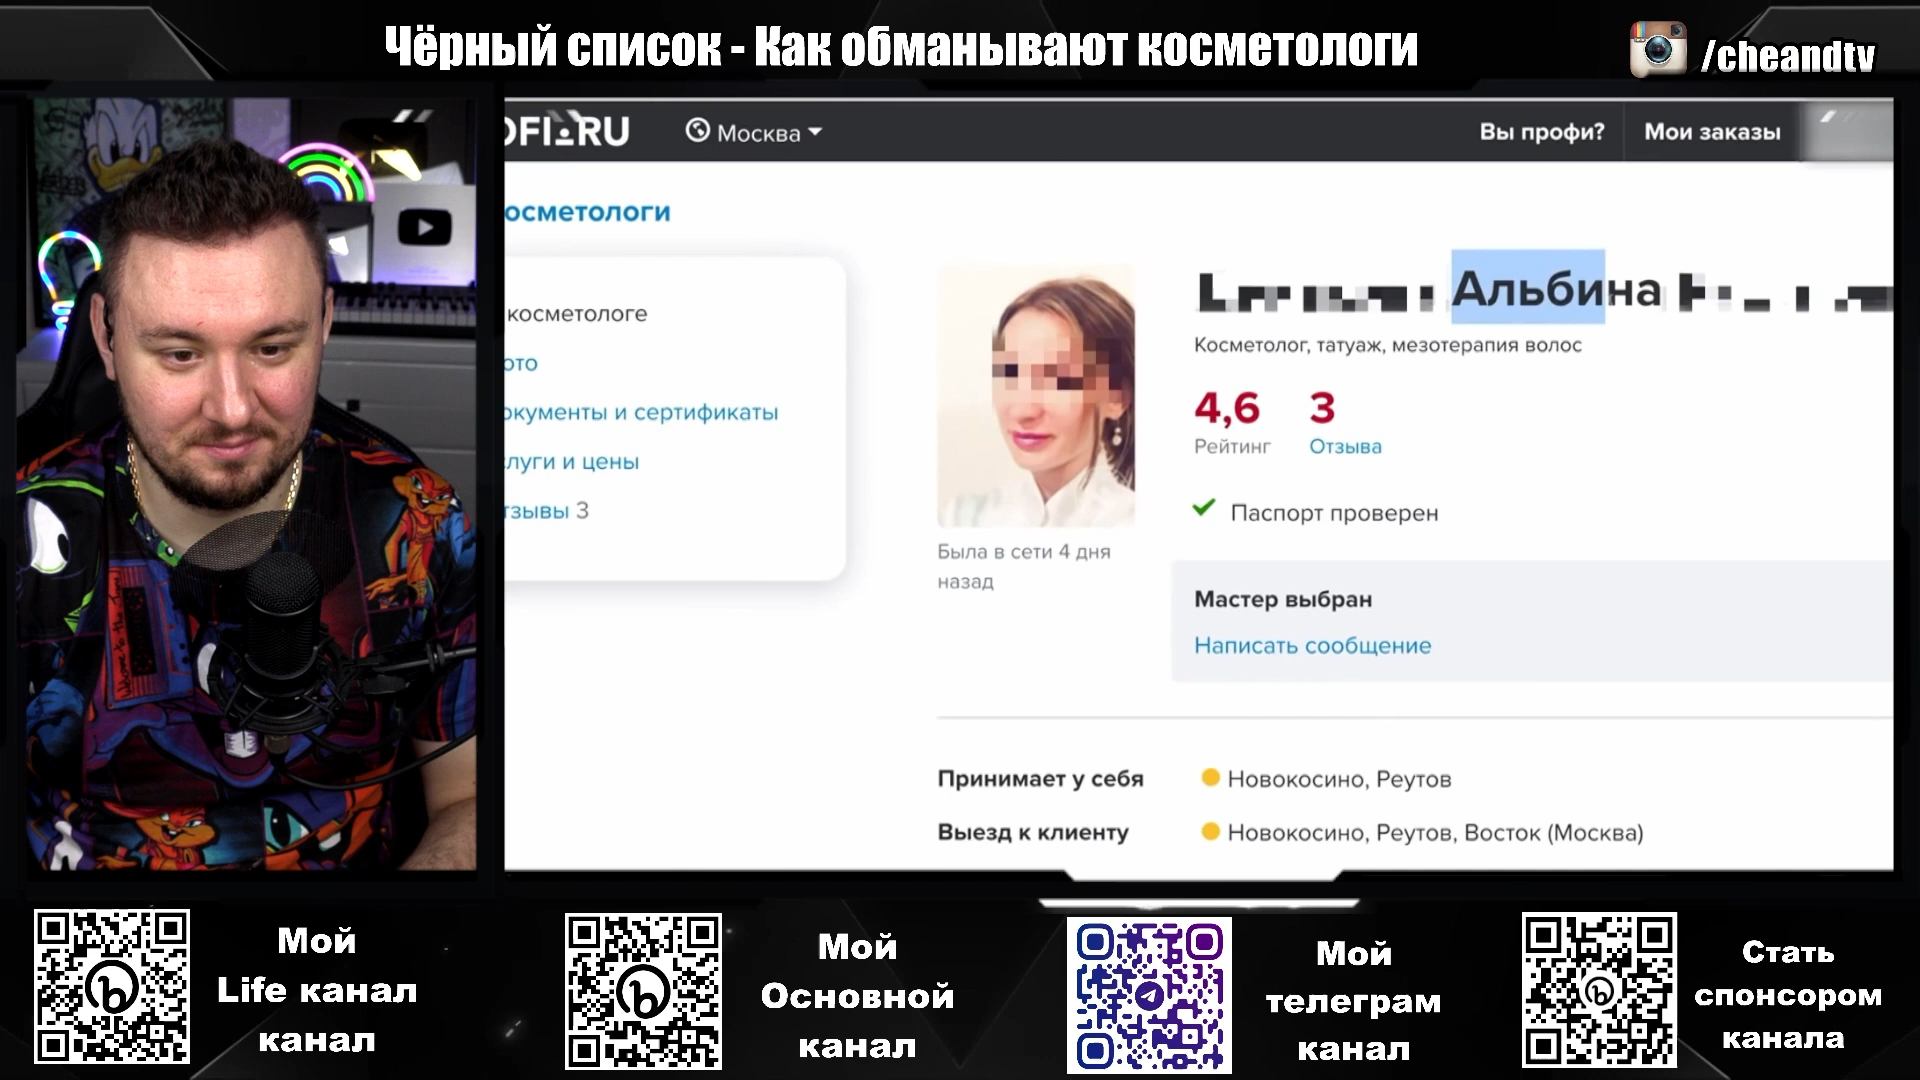 Чёрный список - Как обманывают косметологи
/cheandtv
OFI.RU
Москва
Вы профи?
Мои заказы
осметологи
косметологе
ото
окументы и сертификаты
слуги и цены
тзывы 3
Альбина
Косметолог, татуаж, мезотерапия волос
4,6
3
Рейтинг
Отзыва
Паспорт проверен
Была в сети 4 дня
назад
Мастер выбран
Написать сообщение
Принимает у себя
Новокосино, Реутов
Выезд к клиенту
Новокосино, Реутов, Восток (Москва)
Мой
Life канал
канал
Мой
Основной
канал
Мой
телеграм
канал
Стать
спонсором
канала